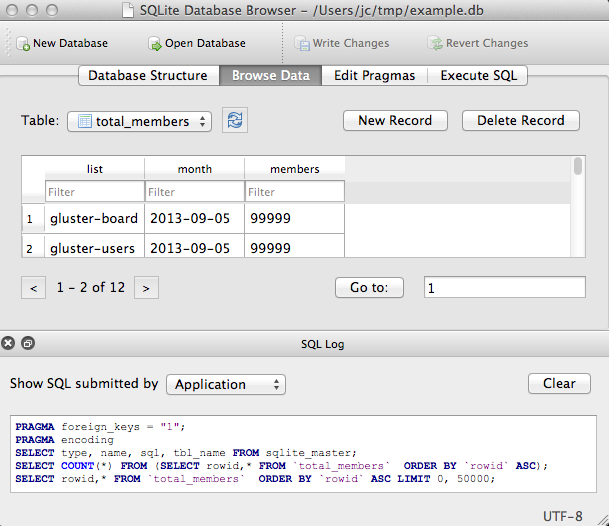 SQLite Database Browser - /Users/jc/tmp/example.db
New Database Open Database Write Changes Revert Changes
Database Structure Browse Data Edit Pragmas Execute SQL
Table: total_members New Record Delete Record
list month members
Filter Filter Filter
1 gluster-board 2013-09-05 99999
2 gluster-users 2013-09-05 99999
< 1 - 2 of 12 > Go to: 1
SQL Log
Show SQL submitted by Application Clear
PRAGMA foreign_keys = "1";
PRAGMA encoding
SELECT type, name, sql, tbl_name FROM sqlite_master;
SELECT COUNT(*) FROM (SELECT rowid,* FROM `total_members` ORDER BY `rowid` ASC);
SELECT rowid,* FROM `total_members` ORDER BY `rowid` ASC LIMIT 0, 50000;
UTF-8